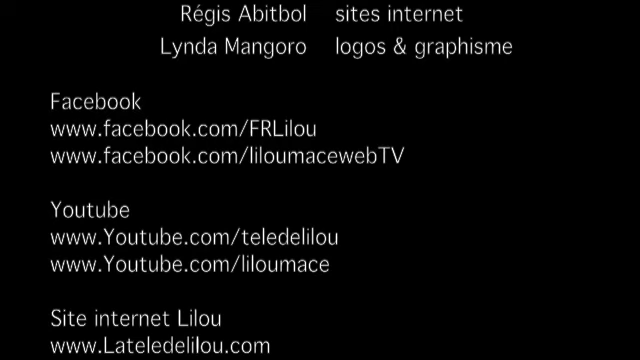 Régis Abitbol sites internet
Lynda Mangoro logos & graphisme
Facebook
www.facebook.com/FRLilou
www.facebook.com/liloumacewebTV
Youtube
www.Youtube.com/teledelilou
www.Youtube.com/liloumace
Site internet Lilou
www.Lateledelilou.com